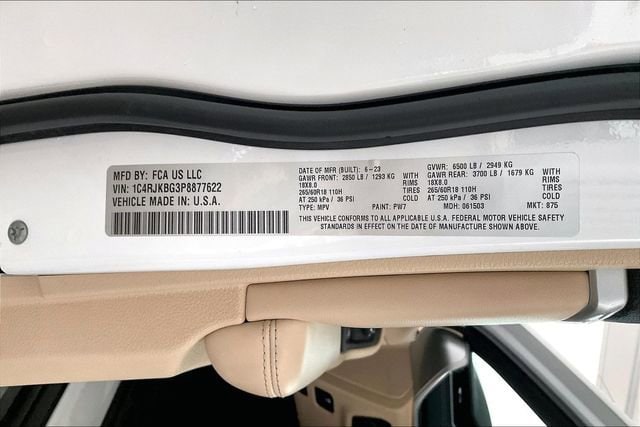 MFD BY: FCA US LLC
VIN: 1C4RJKBG3P8877622
VEHICLE MADE IN: U.S.A.
DATE OF MFR (BUILT): 6-23 GVWR: 6500 LB / 2949 KG
GAWR FRONT: 2850 LB / 1293 KG WITH GAWR REAR: 3700 LB / 1679 KG WITH
18X8.0 RIMS 18X8.0 RIMS
265/60R18 110H TIRES 265/60R18 110H TIRES
AT 250 kPa / 36 PSI COLD AT 250 kPa / 36 PSI COLD
TYPE: MPV PAINT: PW7 MDH: 061503 MKT: 875
THIS VEHICLE CONFORMS TO ALL APPLICABLE U.S.A. FEDERAL MOTOR VEHICLE SAFETY
STANDARDS IN EFFECT ON THE DATE OF MANUFACTURE SHOWN ABOVE.